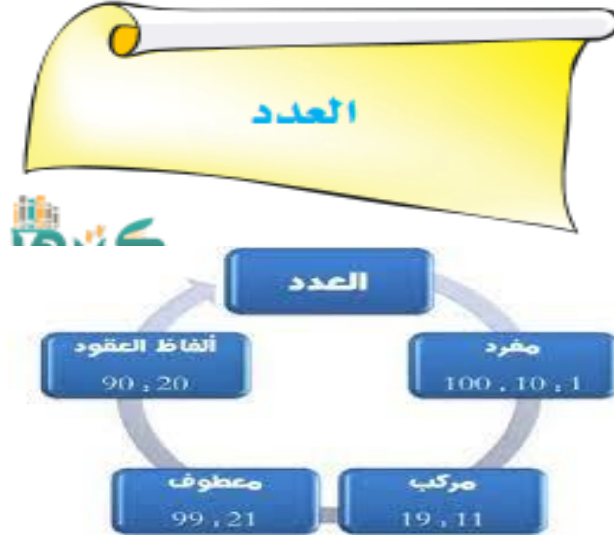 العدد
العدد
مفرد
1 : 10 ، 100
مركب
11 ، 19
معطوف
21 ، 99
ألفاظ العقود
20 ، 90